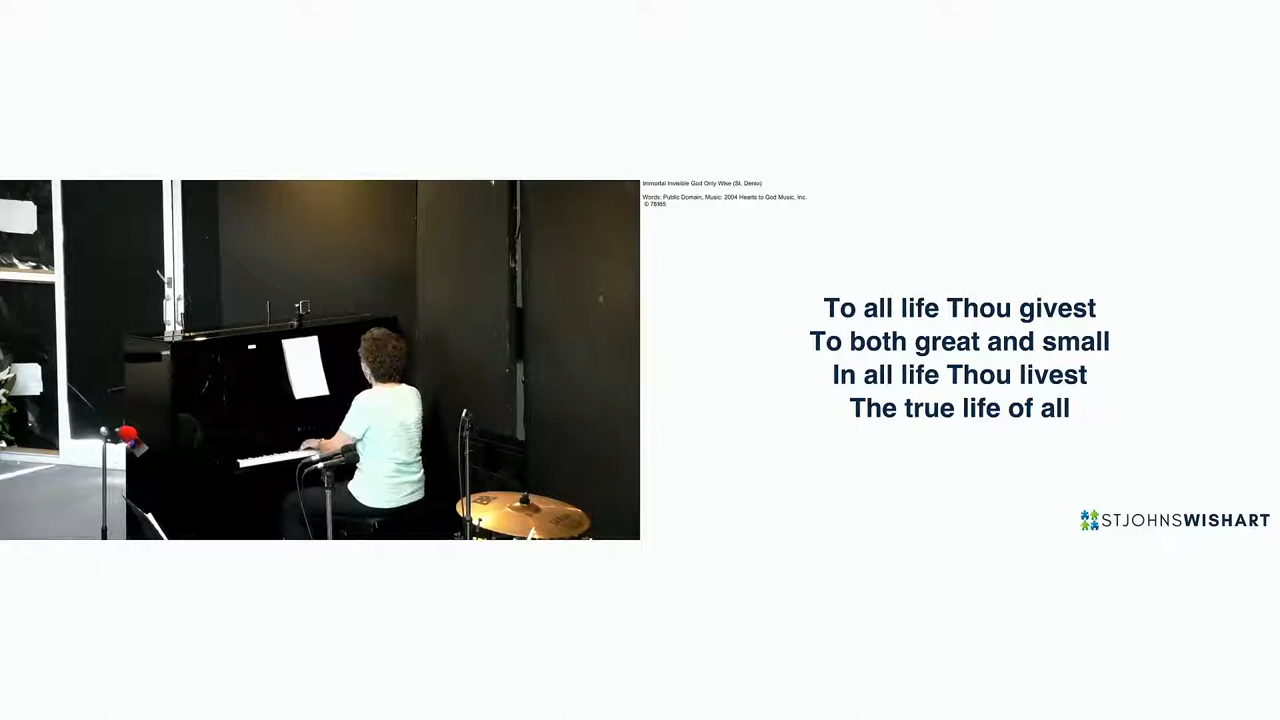 Immortal Invisible God Only Wise (St. Denio)
Words: Public Domain, Music: 2004 Hearts to God Music, Inc.
To all life Thou givest
To both great and small
In all life Thou livest
The true life of all
STJOHNSWISHART